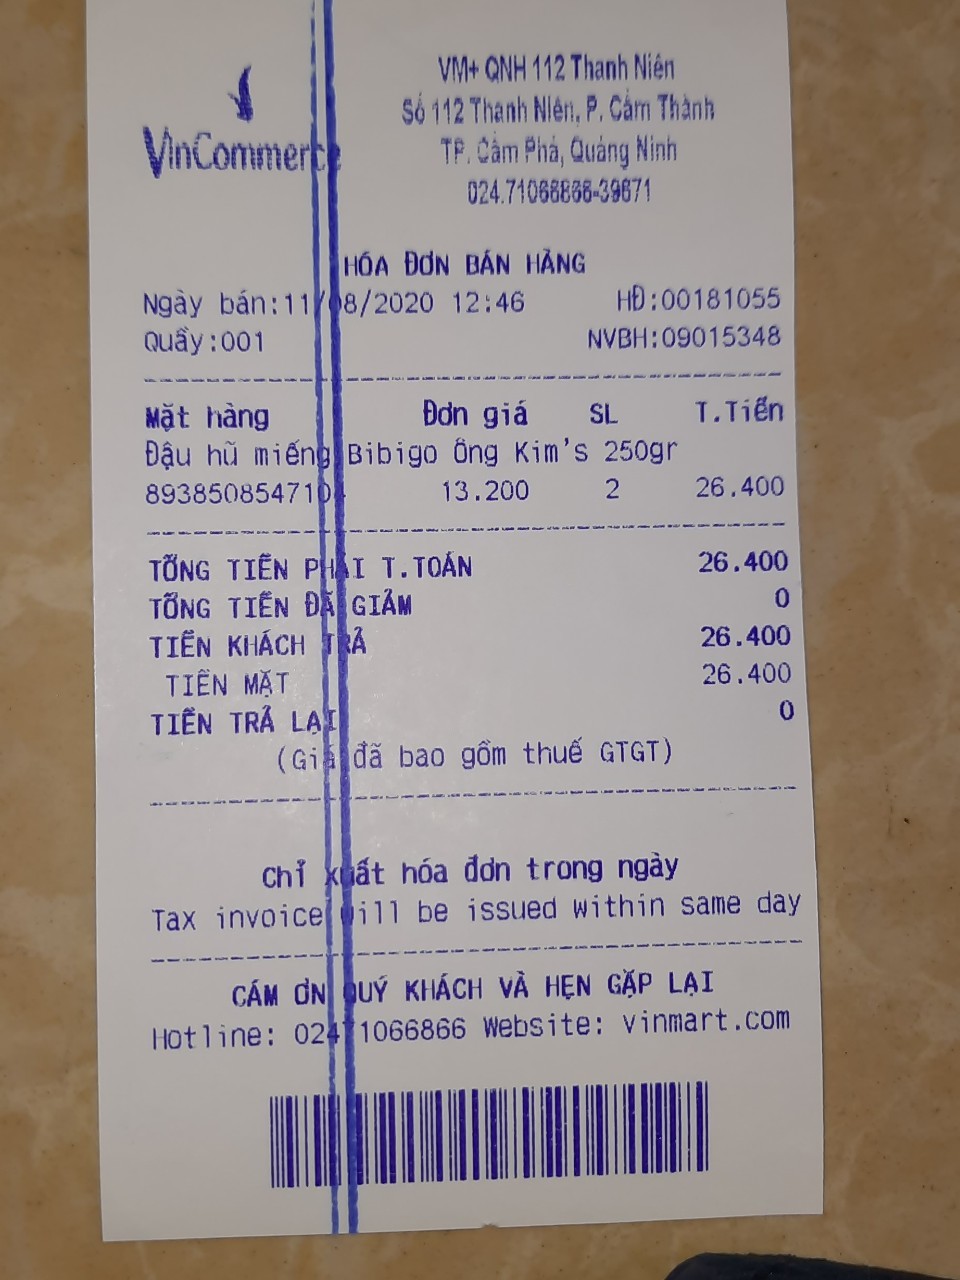 VinCommerce
VM+ QNH 112 Thanh Niên
Số 112 Thanh Niên, P. Cẩm Thành
TP. Cẩm Phả, Quảng Ninh
024.71066866-39671
HÓA ĐƠN BÁN HÀNG
Ngày bán:11/08/2020 12:46 HĐ:00181055
Quầy:001 NVBH:09015348
Mặt hàng Đơn giá SL T.Tiền
Đậu hũ miếng Bibigo Ông Kim's 250gr
8938508547104 13.200 2 26.400
TỔNG TIỀN PHẢI T.TOÁN 26.400
TỔNG TIỀN ĐÃ GIẢM 0
TIỀN KHÁCH TRẢ 26.400
TIỀN MẶT 26.400
TIỀN TRẢ LẠI 0
(Giá đã bao gồm thuế GTGT)
Chỉ xuất hóa đơn trong ngày
Tax invoice will be issued within same day
CÁM ƠN QUÝ KHÁCH VÀ HẸN GẶP LẠI
Hotline: 02471066866 Website: vinmart.com